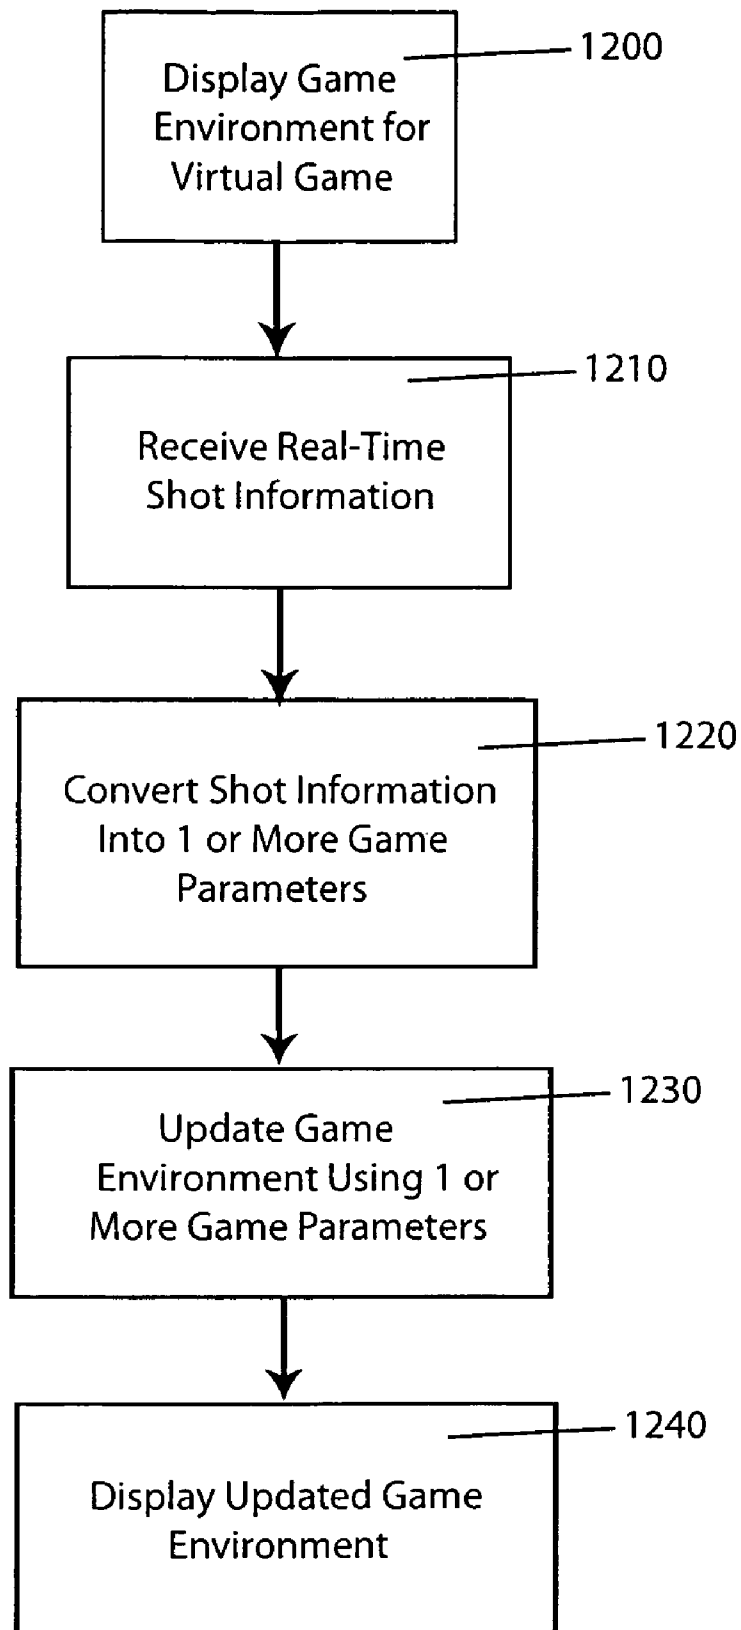 1200
Display Game
Environment for
Virtual Game
1210
Receive Real-Time
Shot Information
1220
Convert Shot Information
Into 1 or More Game
Parameters
1230
Update Game
Environment Using 1 or
More Game Parameters
1240
Display Updated Game
Environment